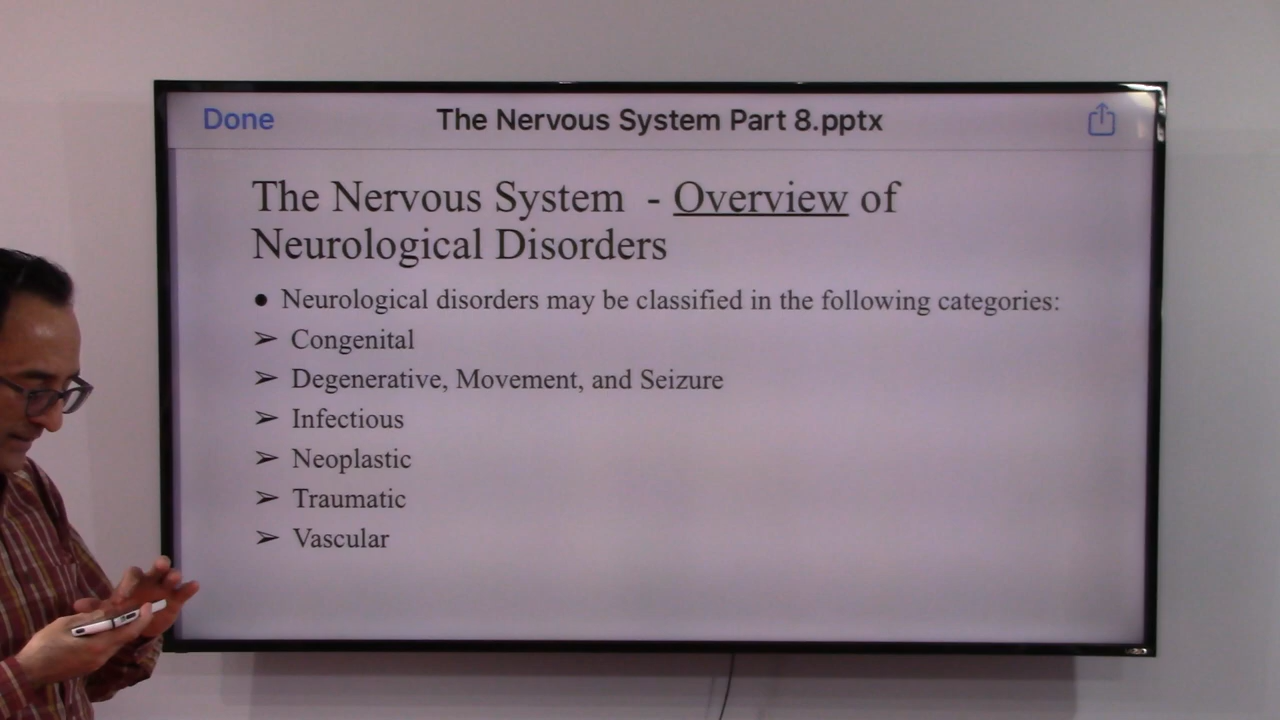 Done The Nervous System Part 8.pptx
The Nervous System - Overview of
Neurological Disorders
● Neurological disorders may be classified in the following categories:
➢ Congenital
➢ Degenerative, Movement, and Seizure
➢ Infectious
➢ Neoplastic
➢ Traumatic
➢ Vascular